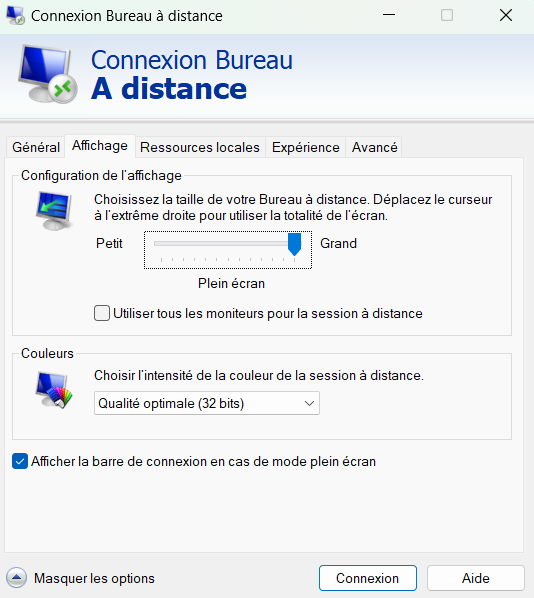 Connexion Bureau à distance
Connexion Bureau
A distance
Général
Affichage
Ressources locales
Expérience
Avancé
Configuration de l'affichage
Choisissez la taille de votre Bureau à distance. Déplacez le curseur
à l'extrême droite pour utiliser la totalité de l'écran.
Petit
Grand
Plein écran
Utiliser tous les moniteurs pour la session à distance
Couleurs
Choisir l'intensité de la couleur de la session à distance.
Qualité optimale (32 bits)
Afficher la barre de connexion en cas de mode plein écran
Masquer les options
Connexion
Aide